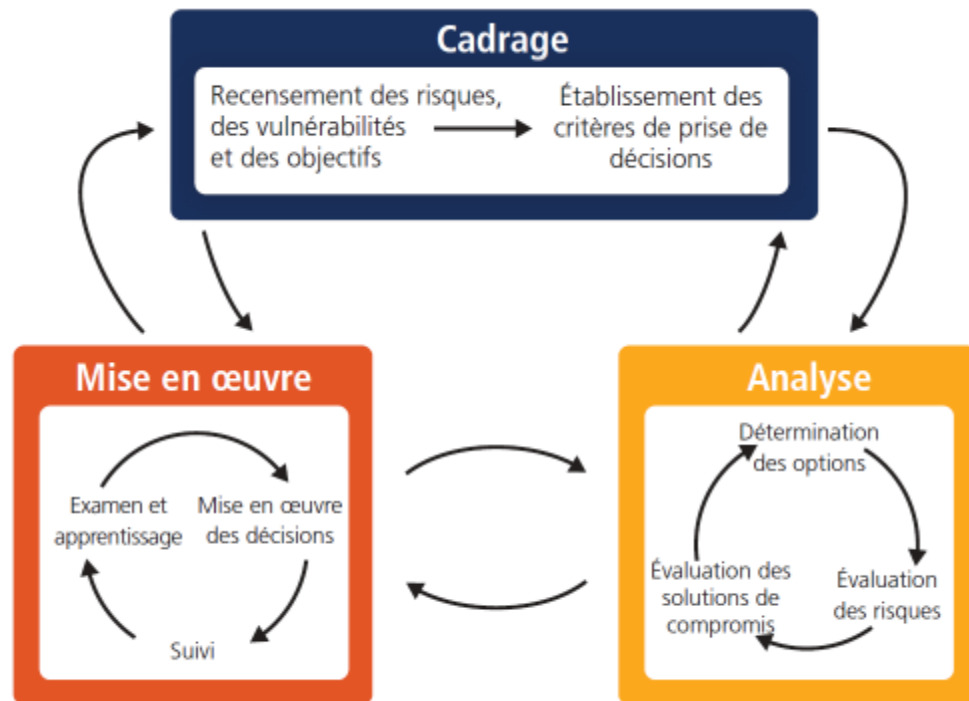 Cadrage
Recensement des risques,
des vulnérabilités
et des objectifs
Établissement des
critères de prise de
décisions
Mise en œuvre
Examen et
apprentissage
Mise en œuvre
des décisions
Suivi
Analyse
Détermination
des options
Évaluation des
solutions de
compromis
Évaluation
des risques